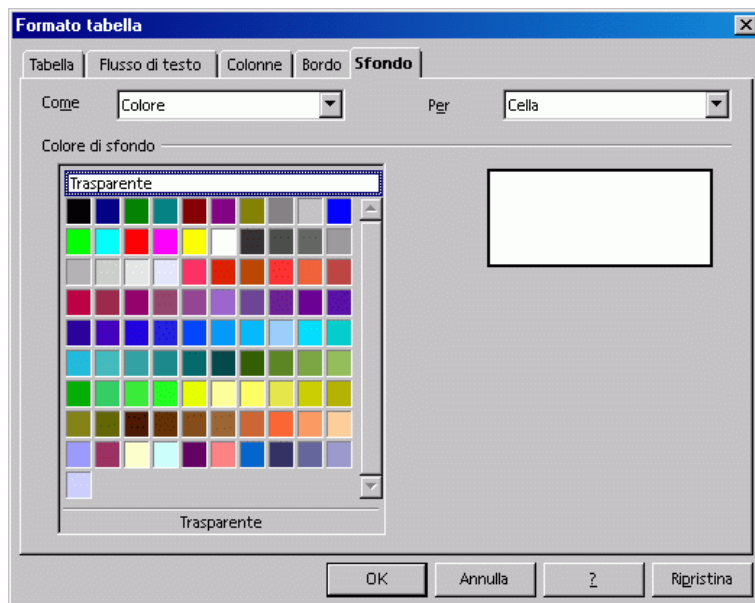 Formato tabella
Tabella Flusso di testo Colonne Bordo Sfondo
Come Colore Per Cella
Colore di sfondo
Trasparente
Trasparente
OK Annulla ? Ripristina